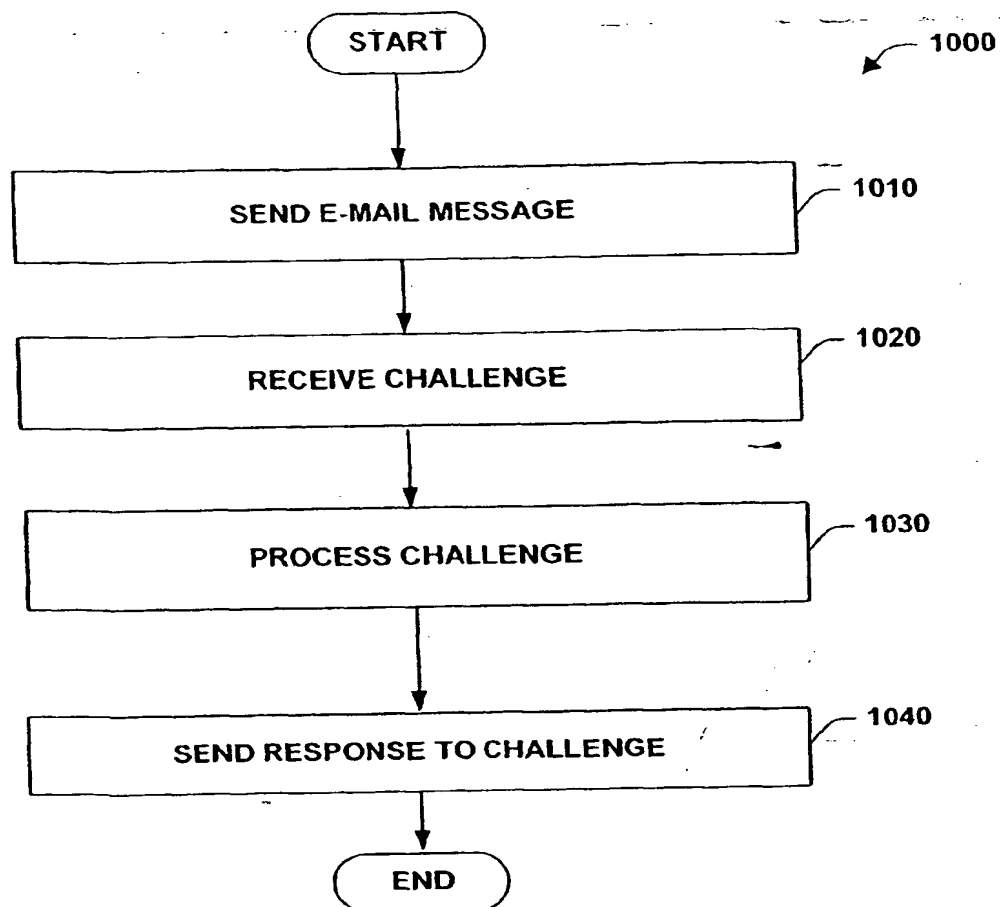 START
1000
SEND E-MAIL MESSAGE
1010
RECEIVE CHALLENGE
1020
PROCESS CHALLENGE
1030
SEND RESPONSE TO CHALLENGE
1040
END